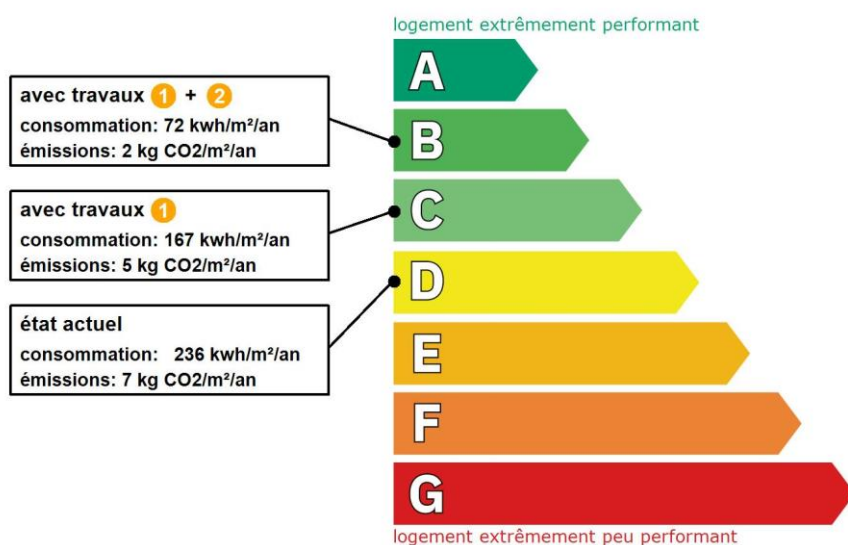 logement extrêmement performant
A
avec travaux 1 + 2
consommation: 72 kwh/m²/an
émissions: 2 kg CO2/m²/an
B
avec travaux 1
consommation: 167 kwh/m²/an
émissions: 5 kg CO2/m²/an
C
état actuel
consommation: 236 kwh/m²/an
émissions: 7 kg CO2/m²/an
D
E
F
G
logement extrêmement peu performant